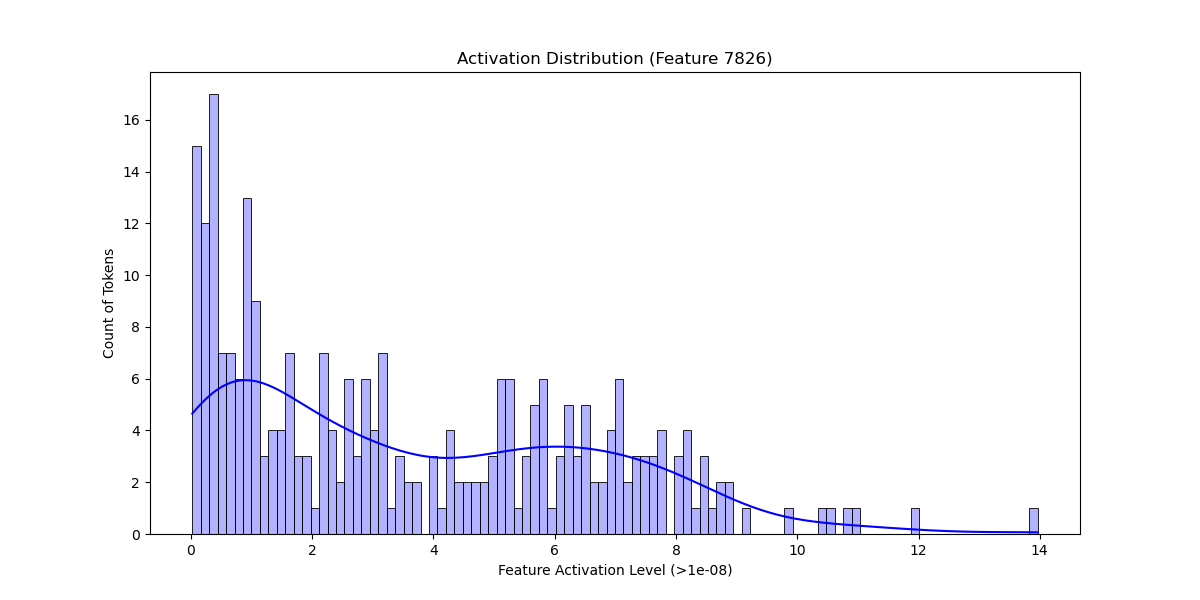 Activation Distribution (Feature 7826)
Count of Tokens
16
14
12
10
8
6
4
2
0
0 2 4 6 8 10 12 14
Feature Activation Level (>1e-08)